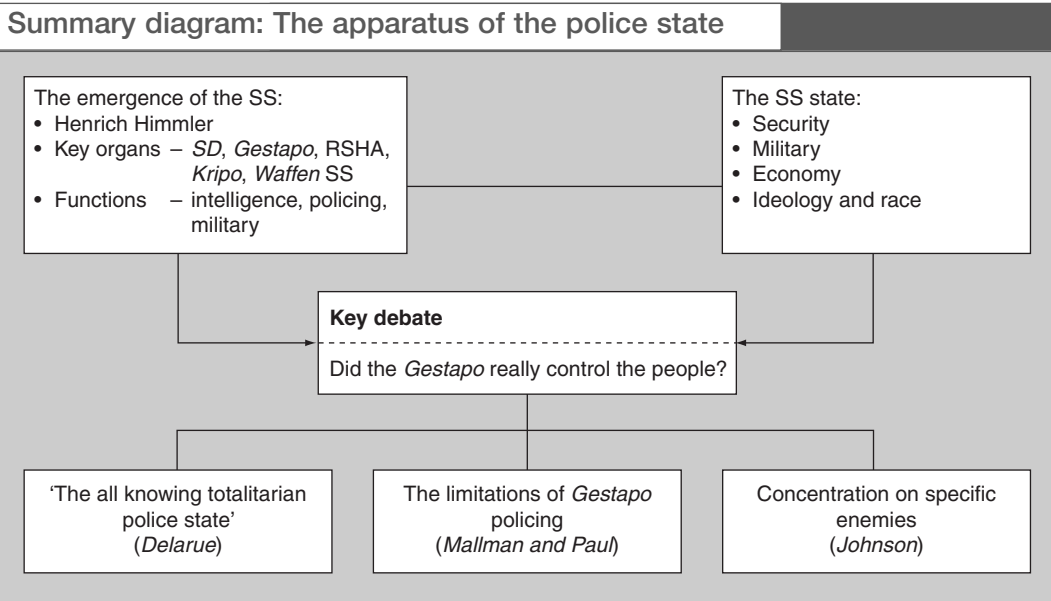 Summary diagram: The apparatus of the police state
The emergence of the SS:
• Henrich Himmler
• Key organs – SD, Gestapo, RSHA,
Kripo, Waffen SS
• Functions – intelligence, policing,
military
The SS state:
• Security
• Military
• Economy
• Ideology and race
Key debate
Did the Gestapo really control the people?
'The all knowing totalitarian
police state'
(Delarue)
The limitations of Gestapo
policing
(Mallman and Paul)
Concentration on specific
enemies
(Johnson)